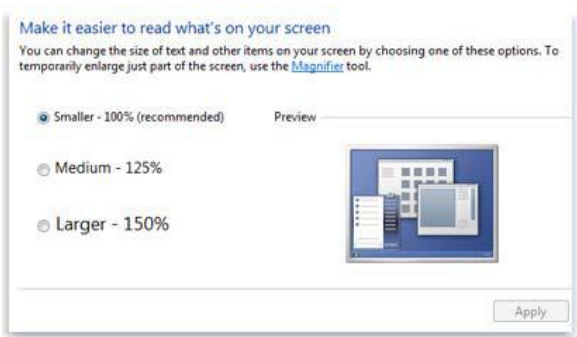 Make it easier to read what's on your screen
You can change the size of text and other items on your screen by choosing one of these options. To
temporarily enlarge just part of the screen, use the Magnifier tool.
Smaller - 100% (recommended)
Preview
Medium - 125%
Larger - 150%
Apply